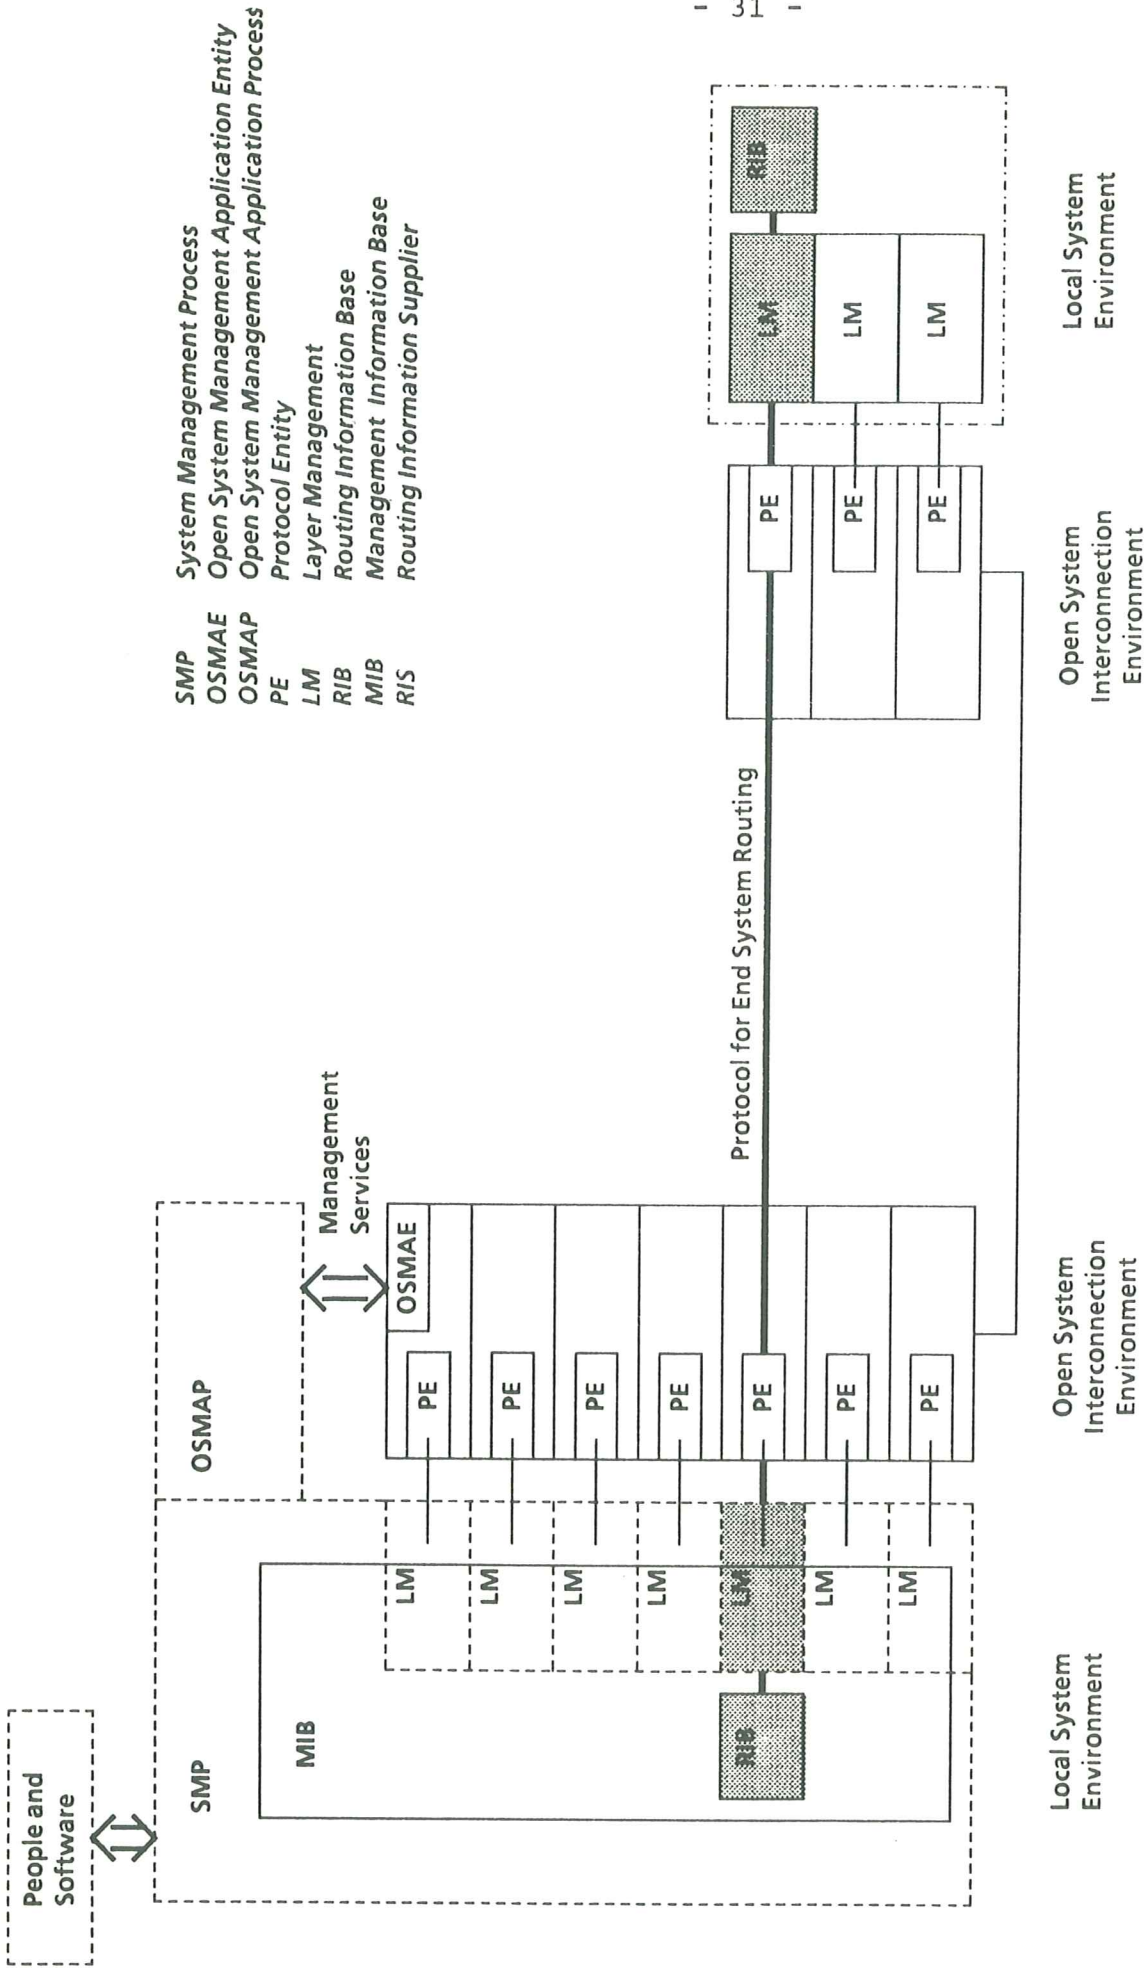 - 31 -
SMP System Management Process
OSMAE Open System Management Application Entity
OSMAP Open System Management Application Process
PE Protocol Entity
LM Layer Management
RIB Routing Information Base
MIB Management Information Base
RIS Routing Information Supplier
People and
Software
SMP
OSMAP
MIB
Management
Services
OSMAE
LM
PE
LM
PE
LM
PE
LM
PE
RIB
LM
PE
Protocol for End System Routing
PE
LM
RIB
LM
PE
PE
LM
LM
PE
PE
LM
Local System
Environment
Open System
Interconnection
Environment
Open System
Interconnection
Environment
Local System
Environment